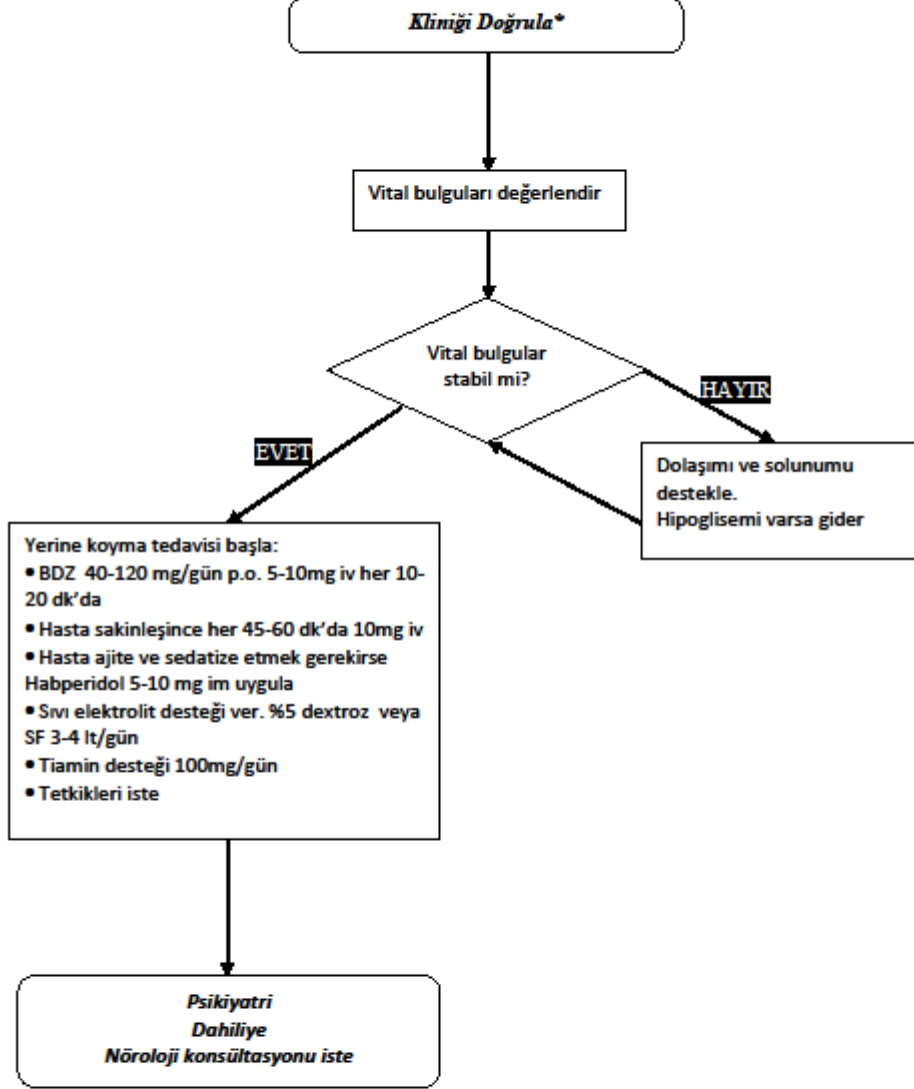 Kliniği Doğrula*
Vital bulguları değerlendir
Vital bulgular
stabil mi?
HAYIR
EVET
Dolaşımı ve solunumu
destekle.
Hipoglisemi varsa gider
Yerine koyma tedavisi başla:
• BDZ 40-120 mg/gün p.o. 5-10mg iv her 10-
20 dk'da
• Hasta sakinleşince her 45-60 dk'da 10mg iv
• Hasta ajite ve sedatize etmek gerekirse
Habperidol 5-10 mg im uygula
• Sıvı elektrolit desteği ver. %5 dextroz veya
SF 3-4 lt/gün
• Tiamin desteği 100mg/gün
• Tetkikleri iste
Psikiyatri
Dahiliye
Nöroloji konsültasyonu iste